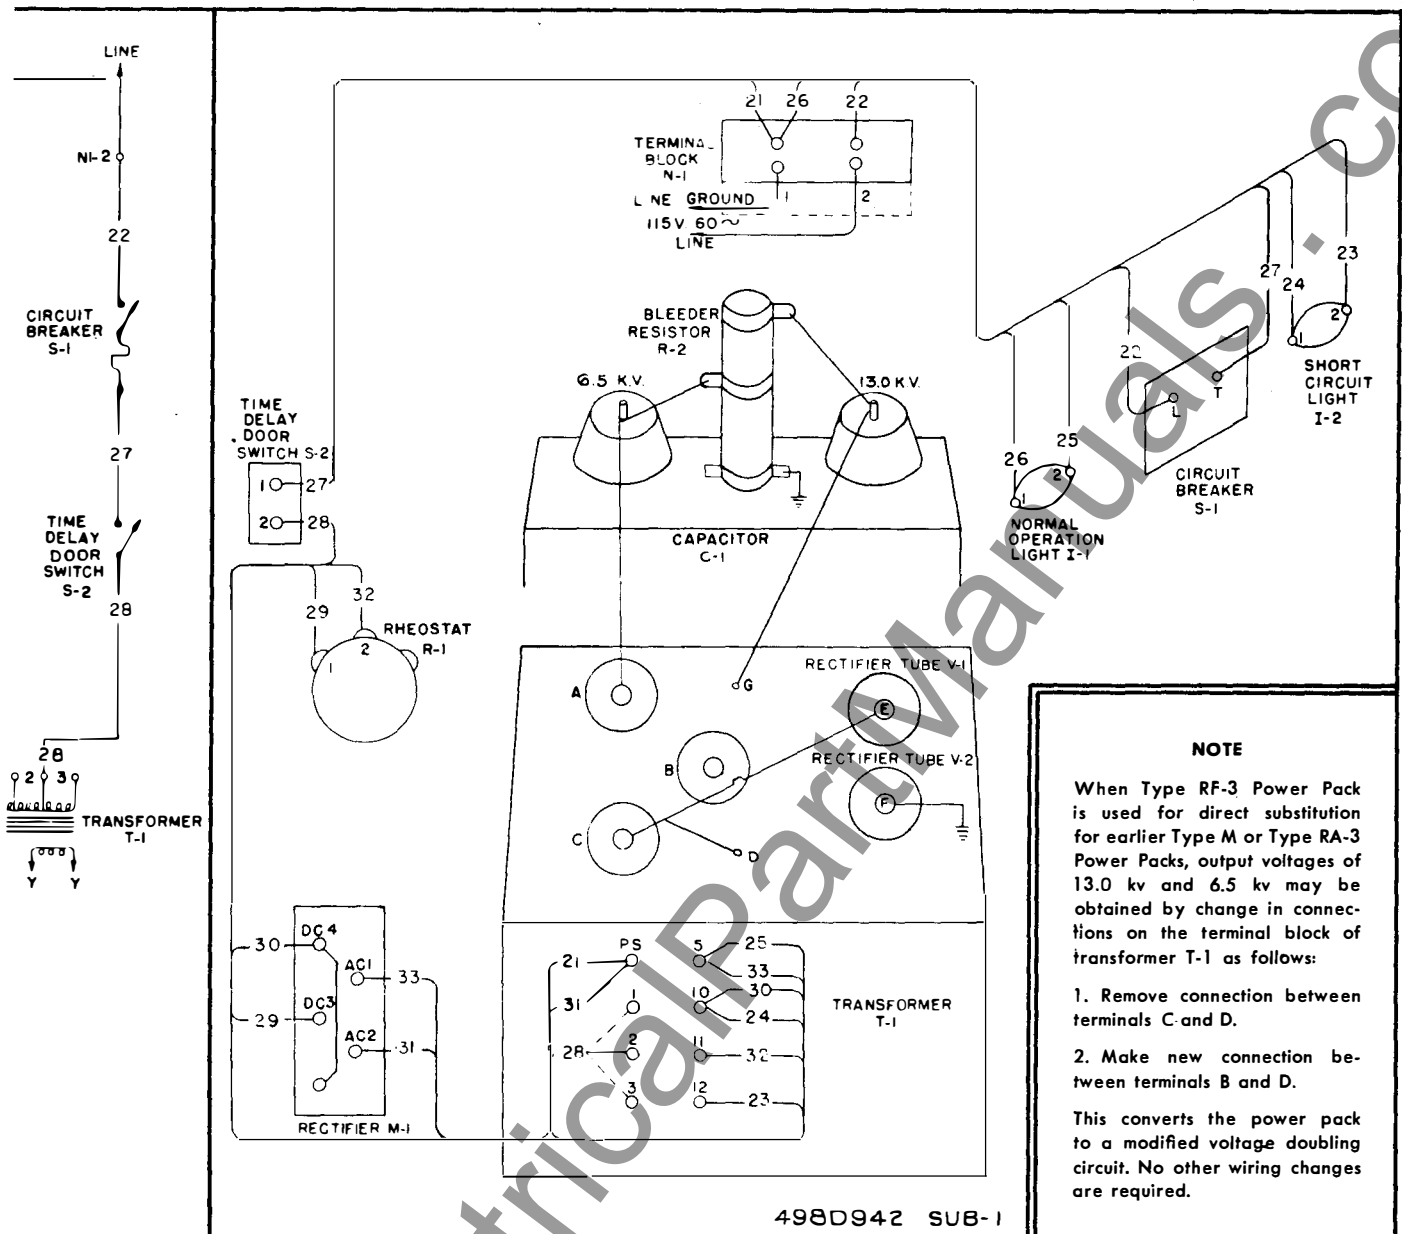 LINE
N1-2
22
CIRCUIT
BREAKER
S-1
27
TIME
DELAY
DOOR
SWITCH
S-2
28
28
2 3
TRANSFORMER
T-1
Y Y
21 26 22
TERMINAL
BLOCK
N-1
1 2
LINE GROUND
115V 60~
LINE
BLEEDER
RESISTOR
R-2
6.5 K.V.
13.0 K.V.
TIME
DELAY
DOOR
SWITCH S-2
1 27
2 28
CAPACITOR
C-1
29 32
RHEOSTAT
R-1
1 2
26 25
1 2
NORMAL
OPERATION
LIGHT I-1
22 27
L T
CIRCUIT
BREAKER
S-1
24 23
1 2
SHORT
CIRCUIT
LIGHT
I-2
RECTIFIER TUBE V-1
A G E
B
RECTIFIER TUBE V-2
C D F
30 DC4
AC1 33
29 DC3
AC2 31
RECTIFIER M-1
21 PS 5 25
33
31 1 10 30
24
28 2 11 32
3 12 23
TRANSFORMER
T-1
NOTE
When Type RF-3 Power Pack
is used for direct substitution
for earlier Type M or Type RA-3
Power Packs, output voltages of
13.0 kv and 6.5 kv may be
obtained by change in connec-
tions on the terminal block of
transformer T-1 as follows:
1. Remove connection between
terminals C and D.
2. Make new connection be-
tween terminals B and D.
This converts the power pack
to a modified voltage doubling
circuit. No other wiring changes
are required.
498D942 SUB-1
ctricalPartManuals . co